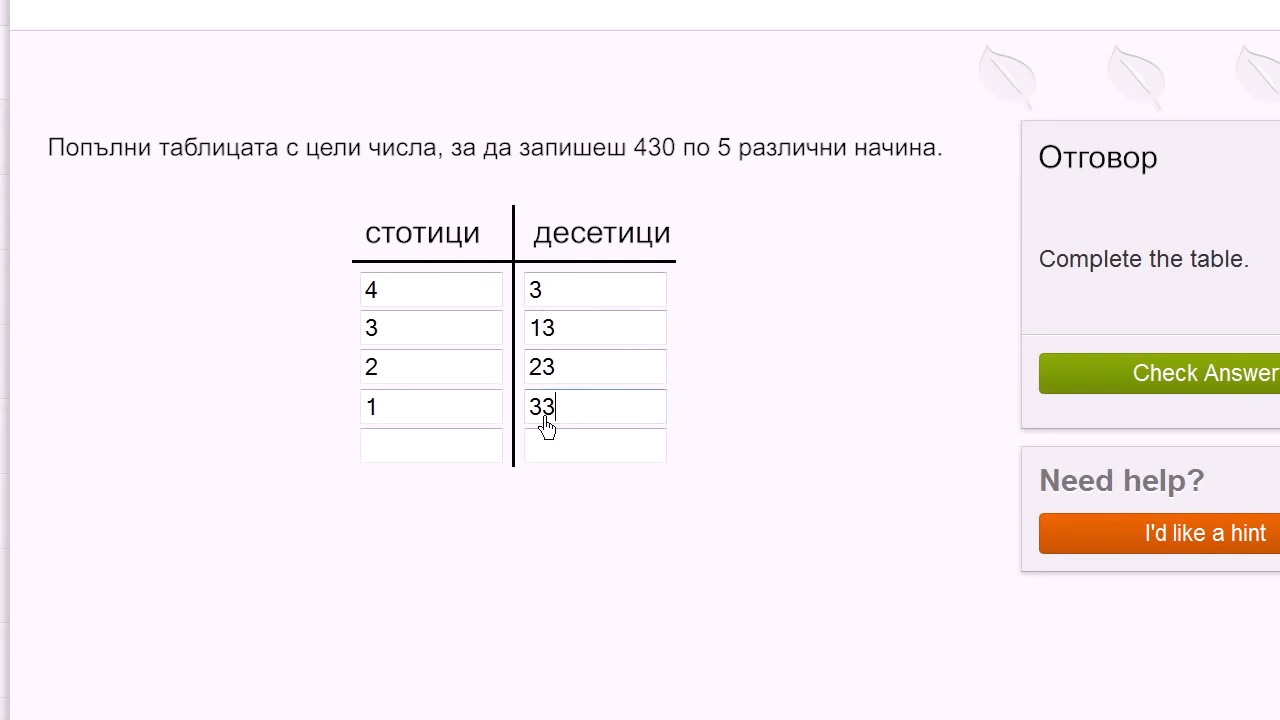 Попълни таблицата с цели числа, за да запишеш 430 по 5 различни начина.
стотици десетици
4 3
3 13
2 23
1 33
Отговор
Complete the table.
Check Answer
Need help?
I'd like a hint